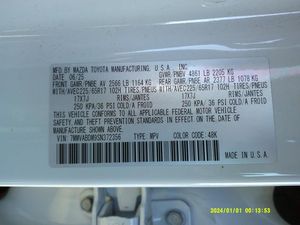 MFD BY MAZDA TOYOTA MANUFACTURING, U.S.A. INC.
DATE 06/25 GVWR/PNBV 4861 LB 2205 KG
FRONT GAWR/PNBE AV 2566 LB 1164 KG REAR GAWR/PNBE AR 2377 LB 1078 KG
WITH/AVEC225/65R17 102H TIRES/PNEUS WITH/AVEC225/65R17 102H TIRES/PNEUS
17X7J RIMS/JANTES 17X7J RIMS/JANTES
250 KPA/ 36 PSI COLD/A FROID 250 KPA/ 36 PSI COLD/A FROID
THIS VEHICLE CONFORMS TO ALL APPLICABLE FEDERAL MOTOR VEHICLE
SAFETY AND THEFT PREVENTION STANDARDS IN EFFECT ON THE DATE OF
MANUFACTURE SHOWN ABOVE.
VIN: 7MMVABDM9SN372356 TYPE: MPV COLOR CODE: 48K
2024/01/01 00:13:53